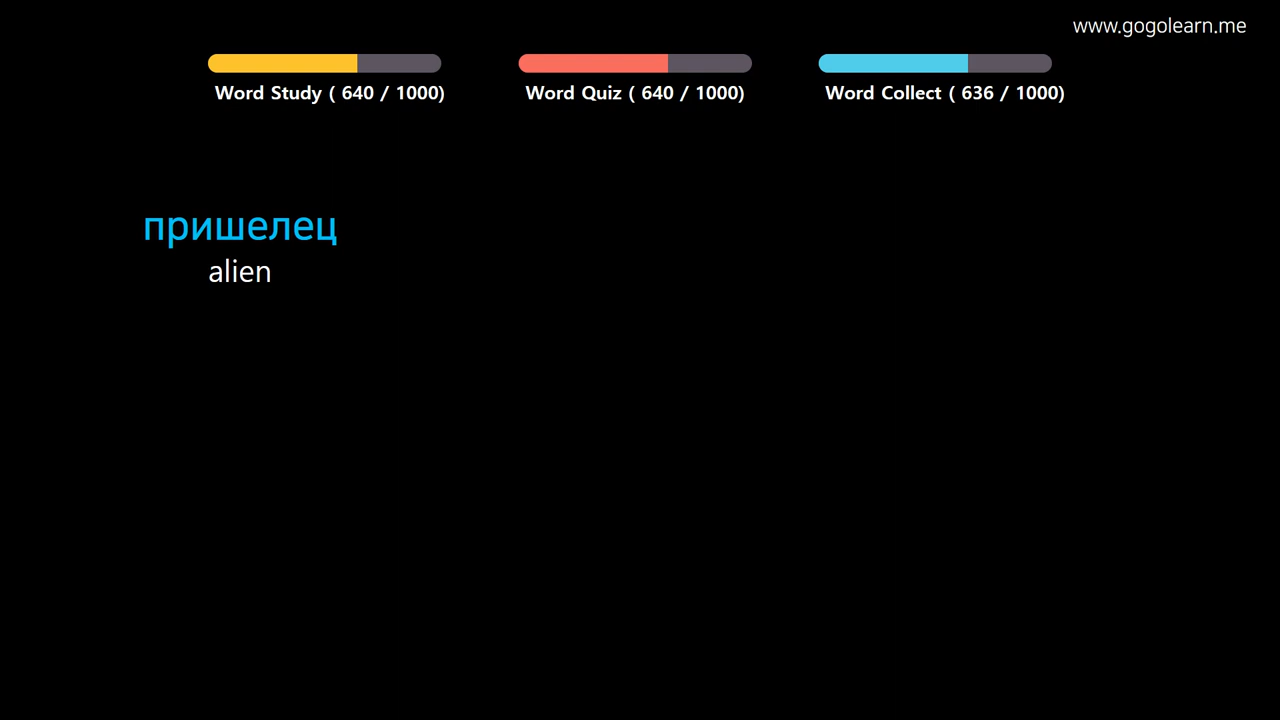 www.gogolearn.me
Word Study ( 640 / 1000)
Word Quiz ( 640 / 1000)
Word Collect ( 636 / 1000)
пришелец
alien